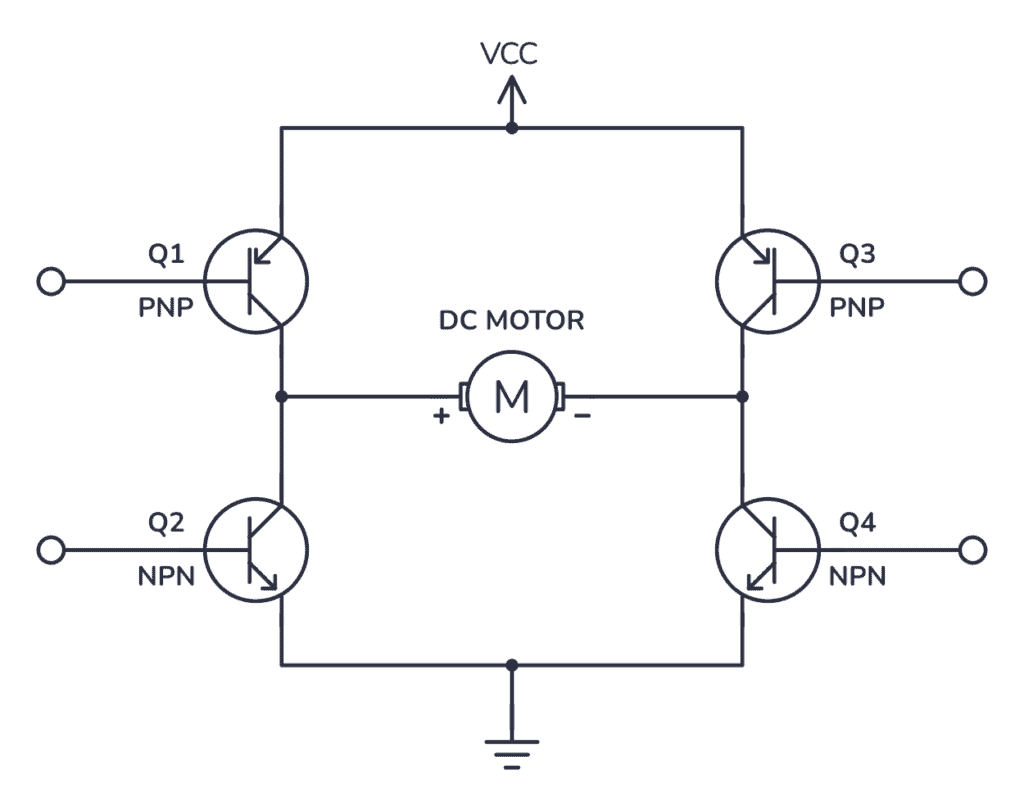 VCC
Q1
PNP
Q3
PNP
DC MOTOR
M
+ −
Q2
NPN
Q4
NPN